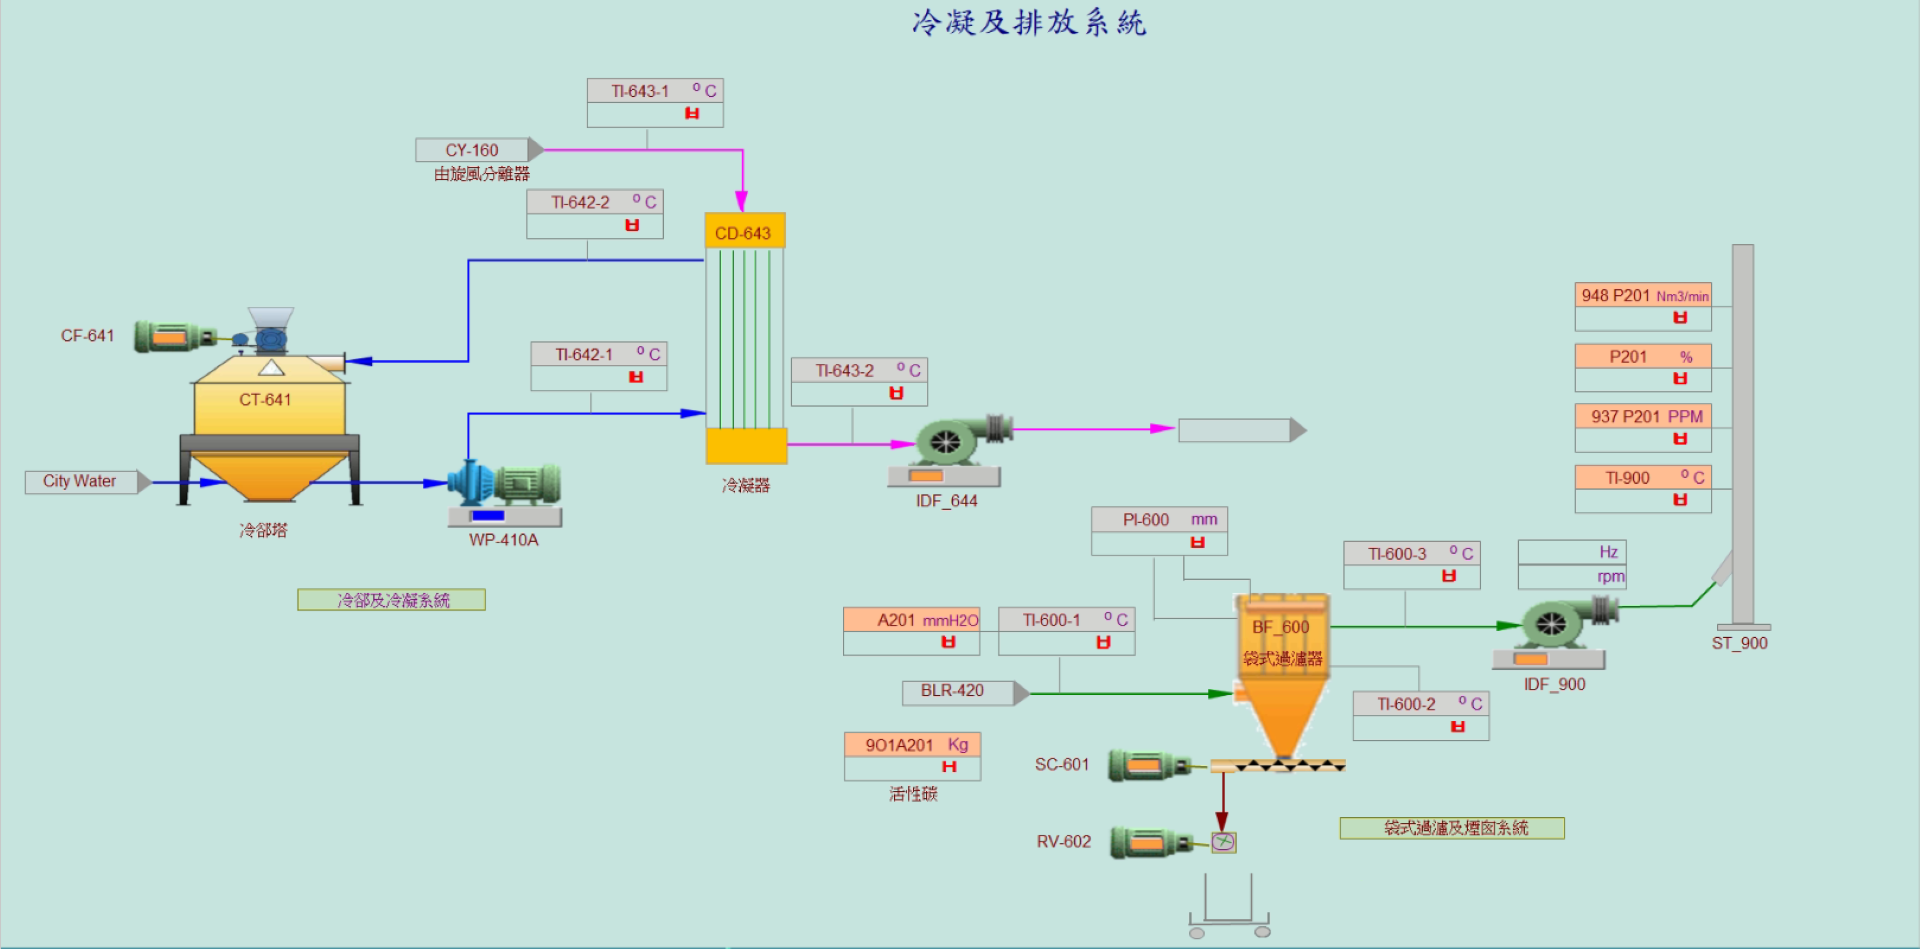 冷凝及排放系統
TI-643-1 º C
CY-160
由旋風分離器
TI-642-2 º C
CD-643
948 P201 Nm3/min
CF-641
TI-642-1 º C
P201 %
TI-643-2 º C
CT-641
937 P201 PPM
City Water
TI-900 º C
冷凝器
IDF_644
冷卻塔
WP-410A
PI-600 mm
TI-600-3 º C
Hz
rpm
冷卻及冷凝系統
A201 mmH2O
TI-600-1 º C
BF_600
袋式過濾器
ST_900
BLR-420
IDF_900
TI-600-2 º C
9O1A201 Kg
SC-601
活性碳
袋式過濾及煙囪系統
RV-602